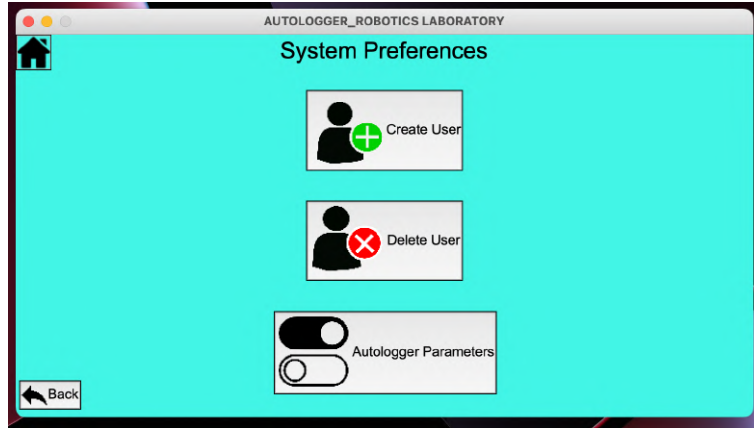 AUTOLOGGER_ROBOTICS LABORATORY
System Preferences
Create User
Delete User
Autologger Parameters
Back